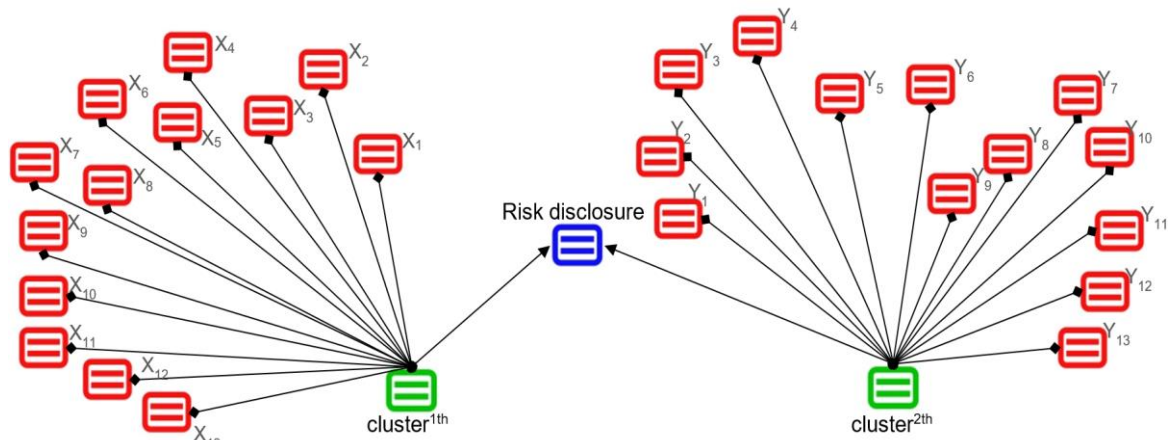 X₄
X₂
X₆
X₃
X₅
X₁
X₇
X₈
X₉
X₁₀
X₁₁
X₁₂
cluster¹ᵗʰ
Risk disclosure
Y₄
Y₃
Y₅
Y₆
Y₇
Y₂
Y₈
Y₁₀
Y₁
Y₉
Y₁₁
Y₁₂
Y₁₃
cluster²ᵗʰ